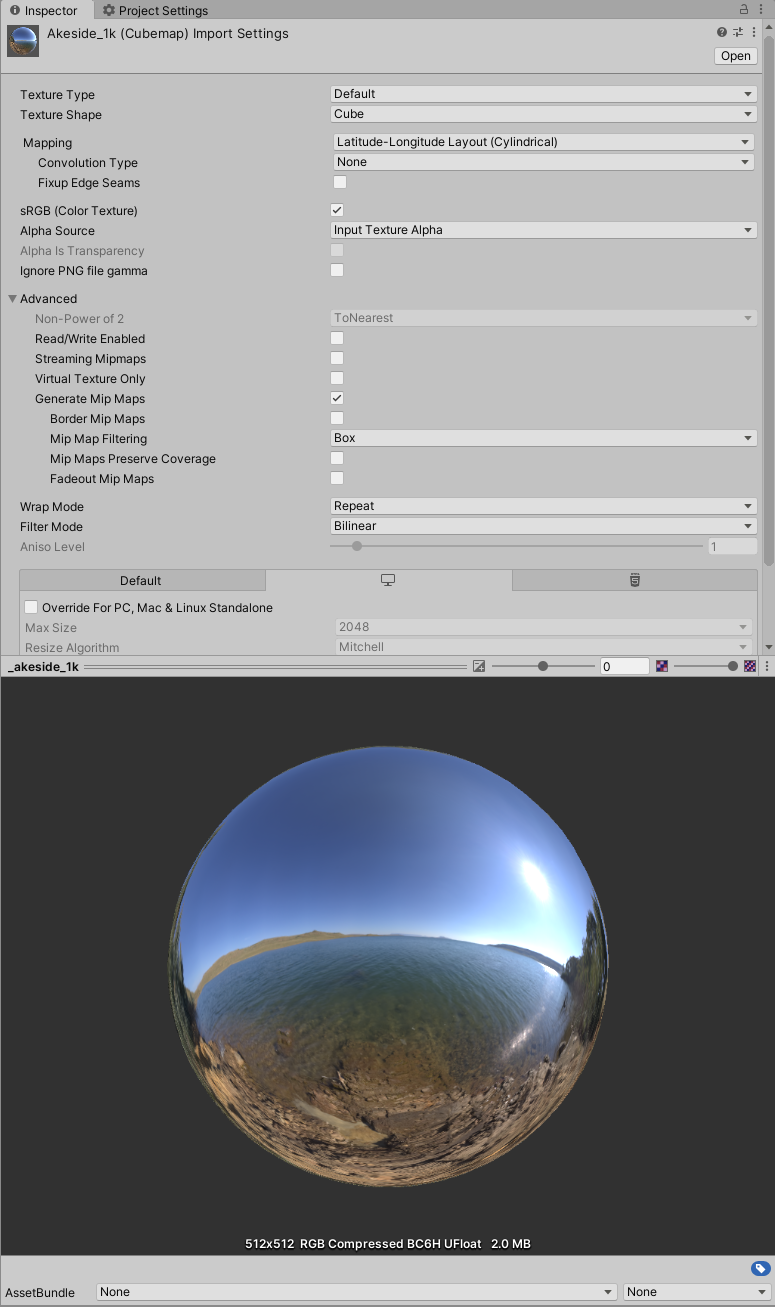 Inspector Project Settings
Akeside_1k (Cubemap) Import Settings
Open
Texture Type Default
Texture Shape Cube
Mapping Latitude-Longitude Layout (Cylindrical)
Convolution Type None
Fixup Edge Seams
sRGB (Color Texture)
Alpha Source Input Texture Alpha
Alpha Is Transparency
Ignore PNG file gamma
Advanced
Non-Power of 2 ToNearest
Read/Write Enabled
Streaming Mipmaps
Virtual Texture Only
Generate Mip Maps
Border Mip Maps
Mip Map Filtering Box
Mip Maps Preserve Coverage
Fadeout Mip Maps
Wrap Mode Repeat
Filter Mode Bilinear
Aniso Level 1
Default
Override For PC, Mac & Linux Standalone
Max Size 2048
Resize Algorithm Mitchell
_akeside_1k 0
512x512 RGB Compressed BC6H UFloat 2.0 MB
AssetBundle None None